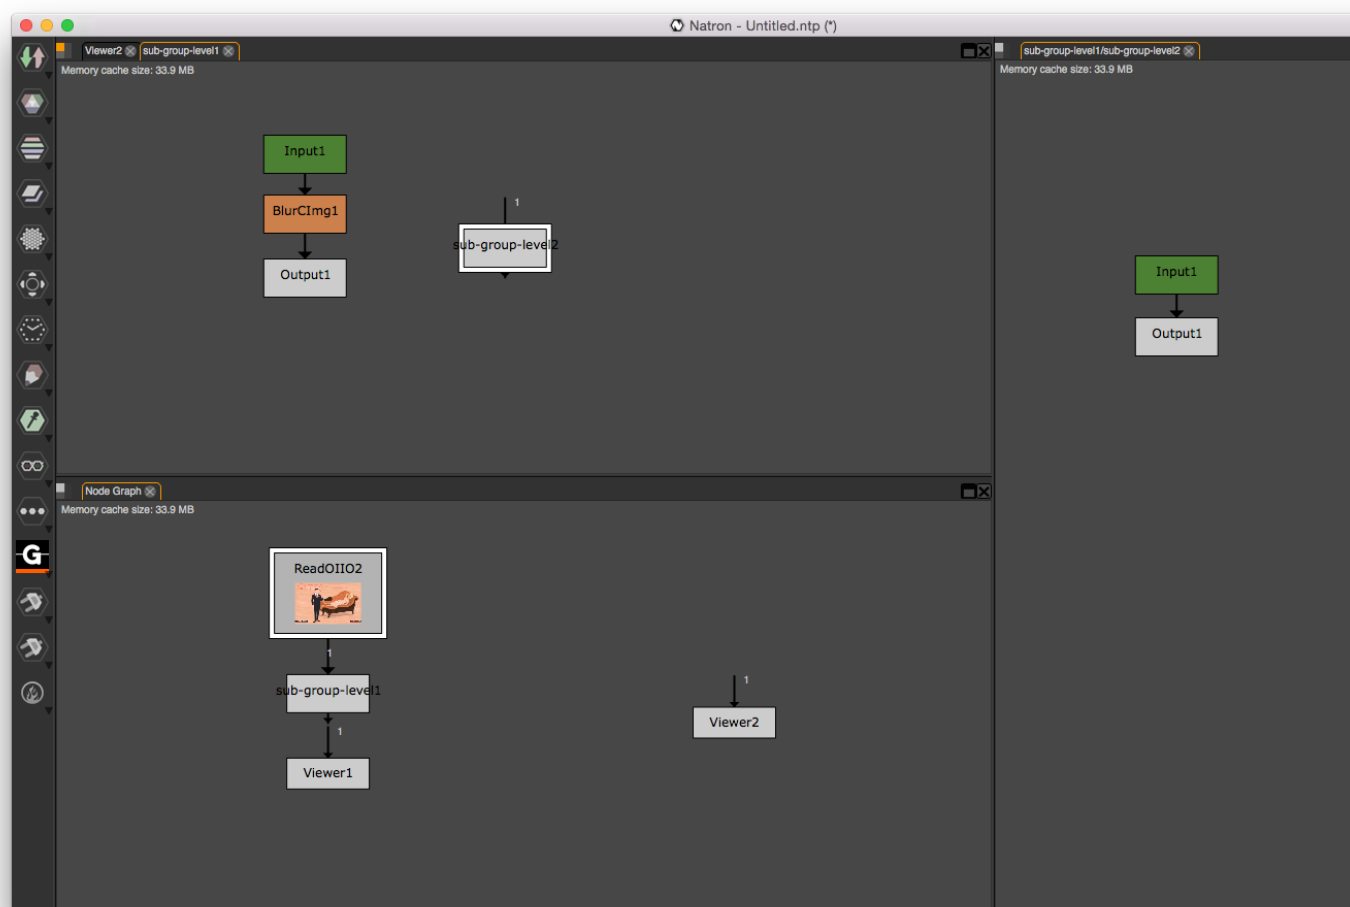 Natron - Untitled.ntp (*)
Viewer2 sub-group-level1
Memory cache size: 33.9 MB
Input1
BlurCImg1
Output1
1
sub-group-level2
sub-group-level1/sub-group-level2
Memory cache size: 33.9 MB
Input1
Output1
Node Graph
Memory cache size: 33.9 MB
ReadOIIO2
1
sub-group-level1
1
Viewer1
1
Viewer2
G